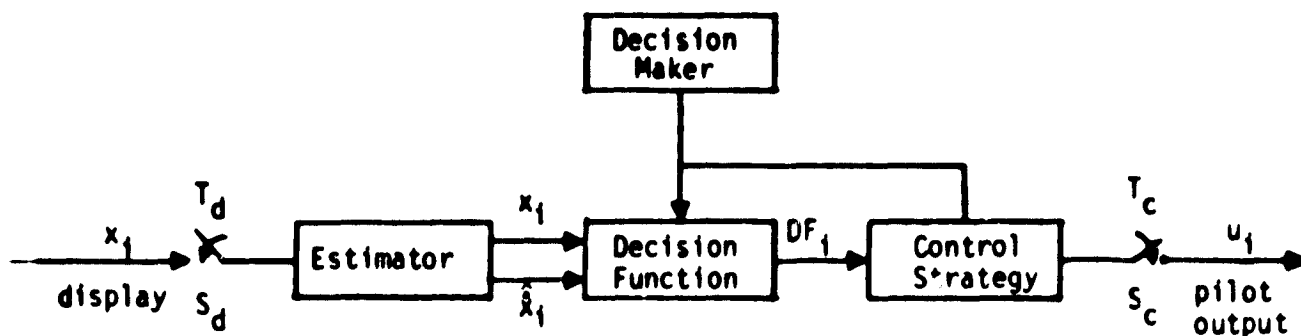 Decision
Maker
T_d
x_i
display
S_d
Estimator
x_i
x̂̇_i
Decision
Function
DF_i
Control
Strategy
T_c
S_c
u_i
pilot
output